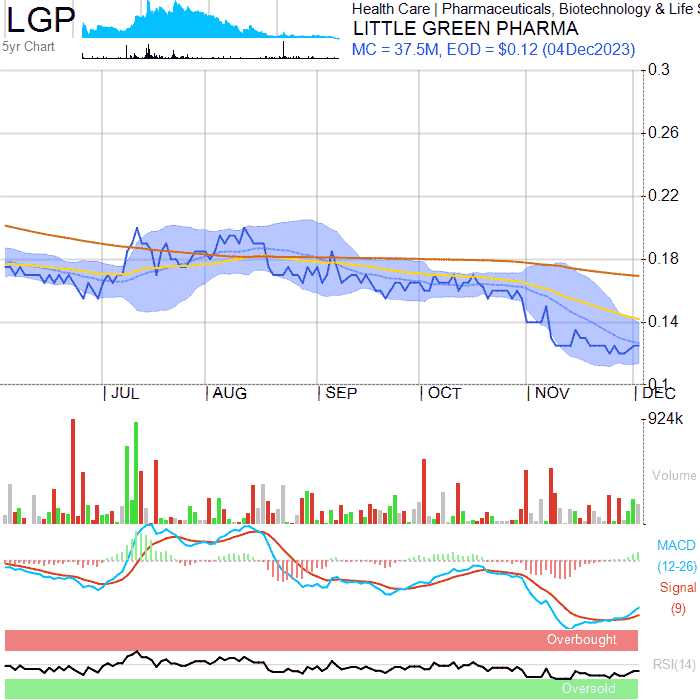 LGP
5yr Chart
Health Care | Pharmaceuticals, Biotechnology & Life S
LITTLE GREEN PHARMA
MC = 37.5M, EOD = $0.12 (04Dec2023)
0.3
0.26
0.22
0.18
0.14
0.1
JUL AUG SEP OCT NOV DEC
924k
Volume
MACD
(12-26)
Signal
(9)
Overbought
RSI(14)
Oversold